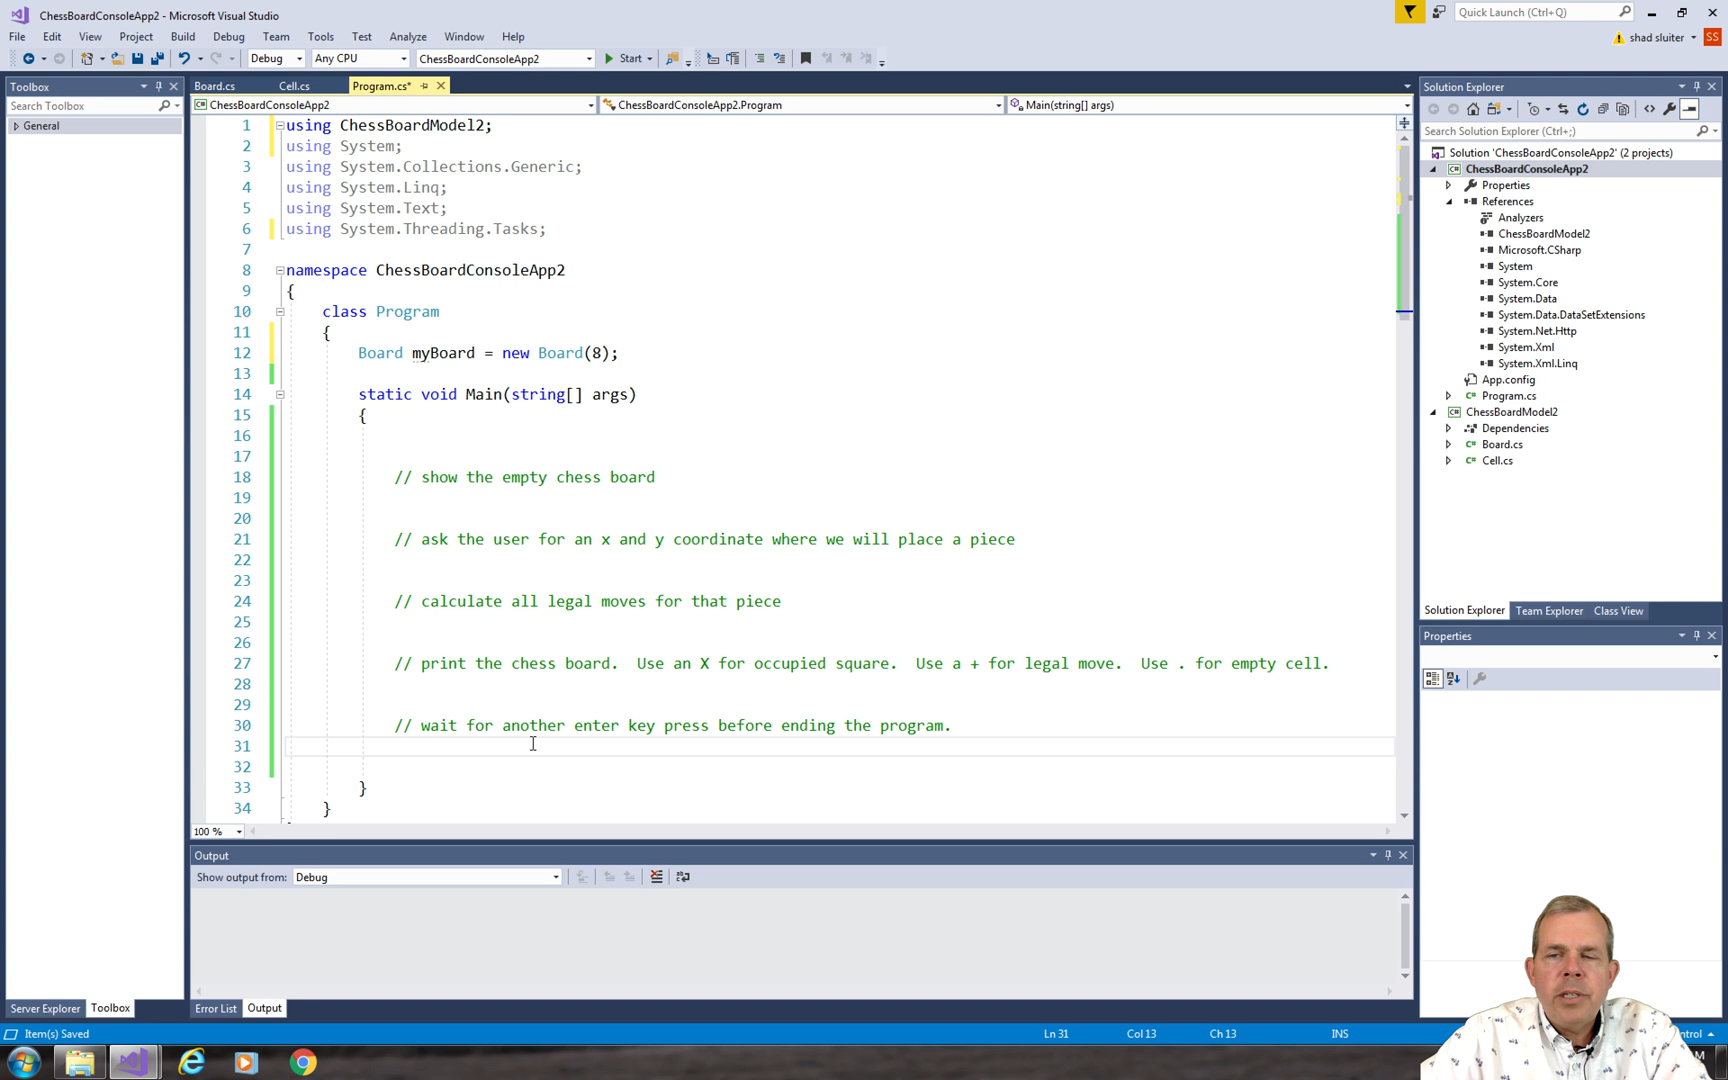 ChessBoardConsoleApp2 - Microsoft Visual Studio
Quick Launch (Ctrl+Q)
File Edit View Project Build Debug Team Tools Test Analyze Window Help
shad sluiter SS
Debug Any CPU ChessBoardConsoleApp2 Start
Toolbox
Search Toolbox
General
Board.cs Cell.cs Program.cs*
ChessBoardConsoleApp2 ChessBoardConsoleApp2.Program Main(string[] args)
1 using ChessBoardModel2;
2 using System;
3 using System.Collections.Generic;
4 using System.Linq;
5 using System.Text;
6 using System.Threading.Tasks;
7
8 namespace ChessBoardConsoleApp2
9 {
10 class Program
11 {
12 Board myBoard = new Board(8);
13
14 static void Main(string[] args)
15 {
16
17
18 // show the empty chess board
19
20
21 // ask the user for an x and y coordinate where we will place a piece
22
23
24 // calculate all legal moves for that piece
25
26
27 // print the chess board.  Use an X for occupied square.  Use a + for legal move.  Use . for empty cell.
28
29
30 // wait for another enter key press before ending the program.
31
32
33 }
34 }
100 %
Output
Show output from: Debug
Error List Output
Server Explorer Toolbox
Solution Explorer
Search Solution Explorer (Ctrl+;)
Solution 'ChessBoardConsoleApp2' (2 projects)
ChessBoardConsoleApp2
Properties
References
Analyzers
ChessBoardModel2
Microsoft.CSharp
System
System.Core
System.Data
System.Data.DataSetExtensions
System.Net.Http
System.Xml
System.Xml.Linq
App.config
C# Program.cs
ChessBoardModel2
Dependencies
C# Board.cs
C# Cell.cs
Solution Explorer Team Explorer Class View
Properties
Item(s) Saved Ln 31 Col 13 Ch 13 INS